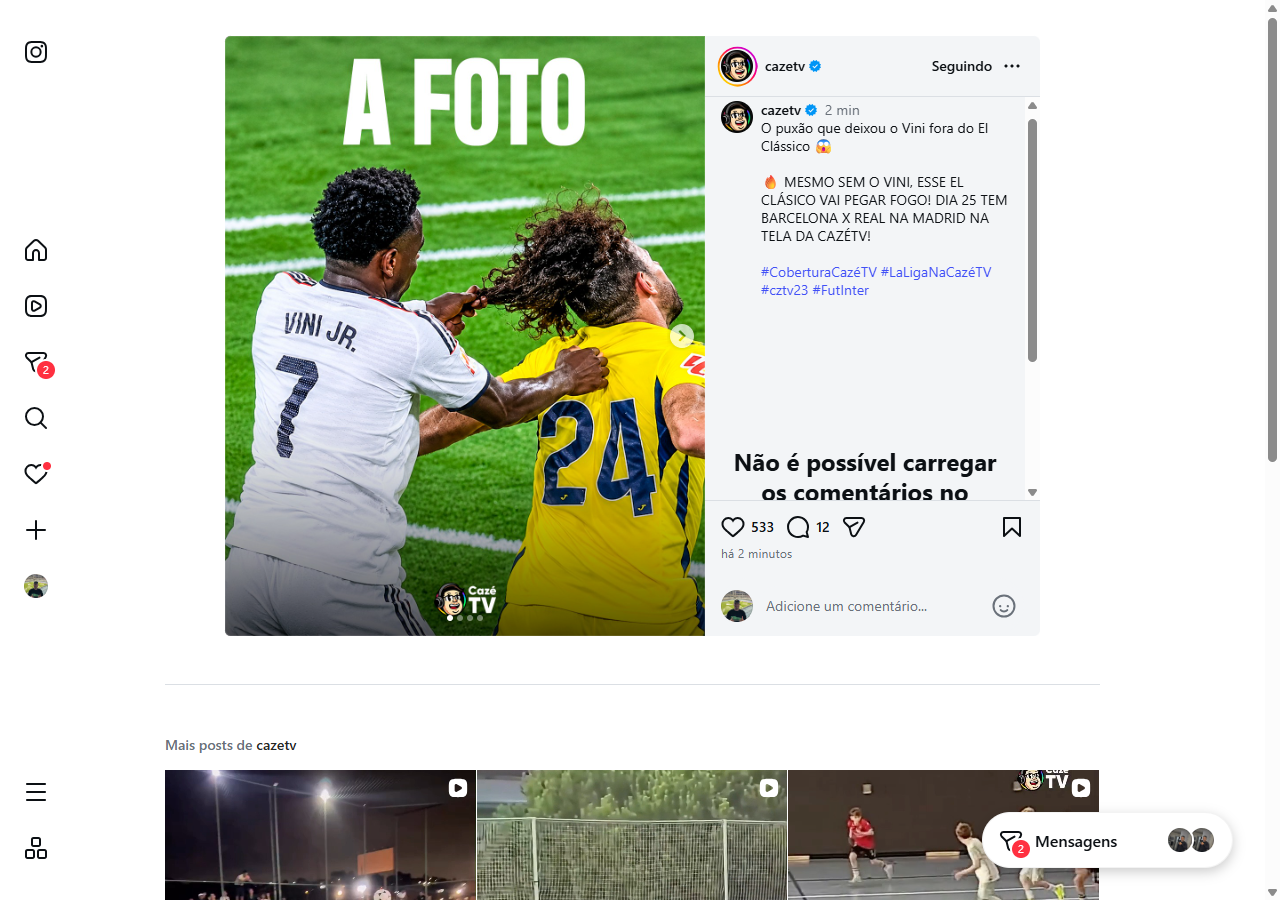 A FOTO
VINI JR.
7
24
Cazé
TV
cazetv
Seguindo
cazetv 2 min
O puxão que deixou o Vini fora do El
Clássico 😱
🔥 MESMO SEM O VINI, ESSE EL
CLÁSICO VAI PEGAR FOGO! DIA 25 TEM
BARCELONA X REAL NA MADRID NA
TELA DA CAZÉTV!
#CoberturaCazéTV #LaLigaNaCazéTV
#cztv23 #FutInter
Não é possível carregar
os comentários no
533
12
há 2 minutos
Adicione um comentário...
2
Mais posts de cazetv
Cazé
TV
2
Mensagens